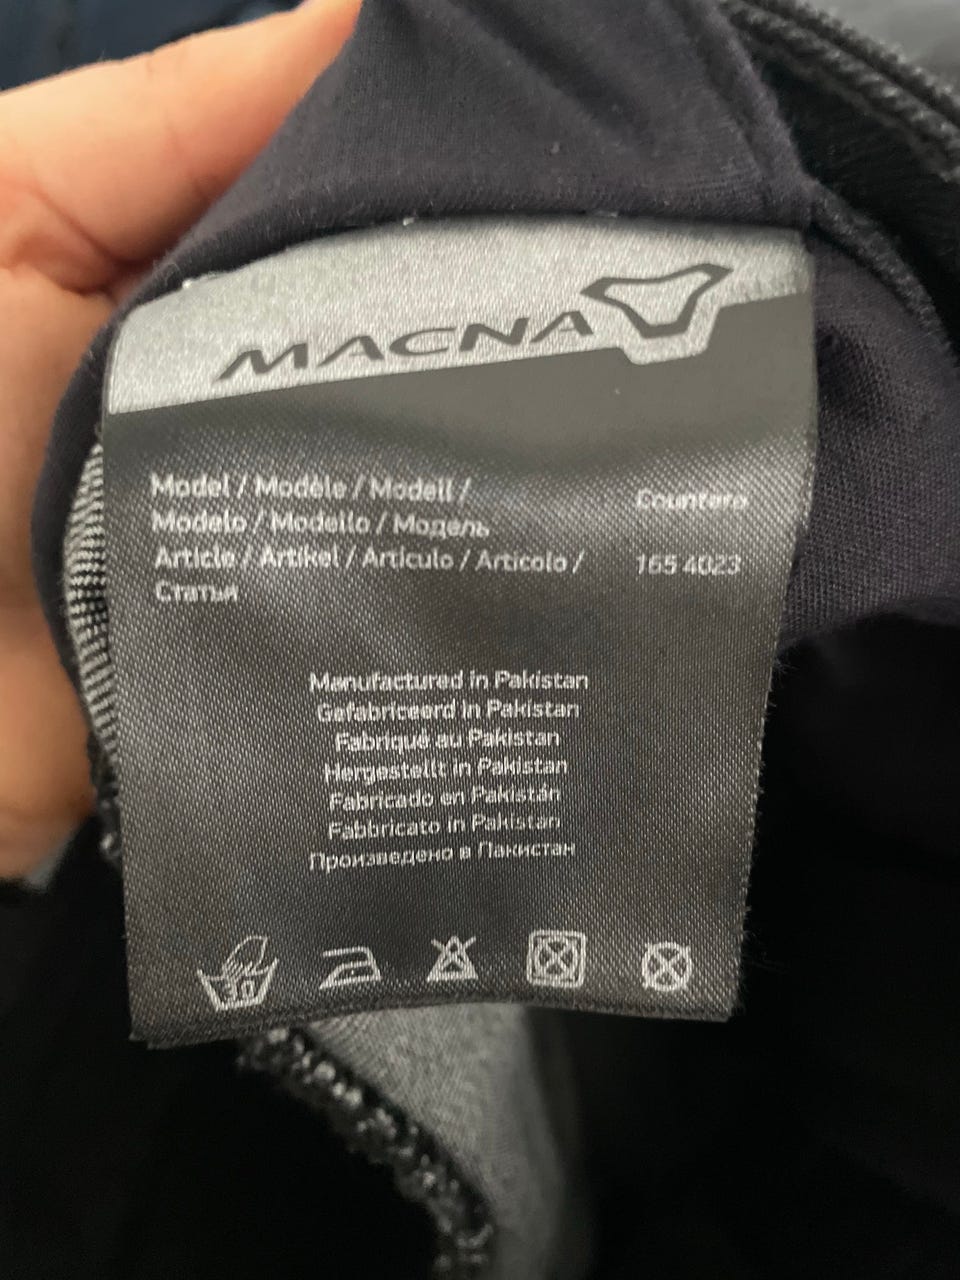 MACNA
Model / Modèle / Modell /
Modelo / Modello / Модель
Countero
Article / Artikel / Articulo / Articolo /
Статья
165 4023
Manufactured in Pakistan
Gefabriceerd in Pakistan
Fabriqué au Pakistan
Hergestellt in Pakistan
Fabricado en Pakistán
Fabbricato in Pakistan
Произведено в Пакистан
30